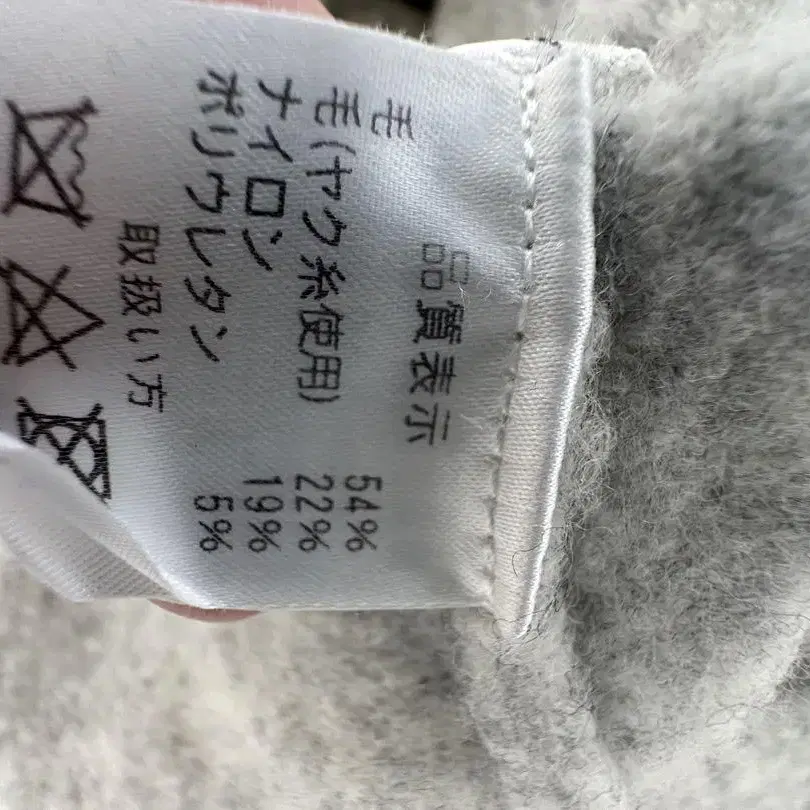 品質表示
毛 54%
毛(ヤク糸使用) 22%
ナイロン 19%
ポリウレタン 5%
取扱い方